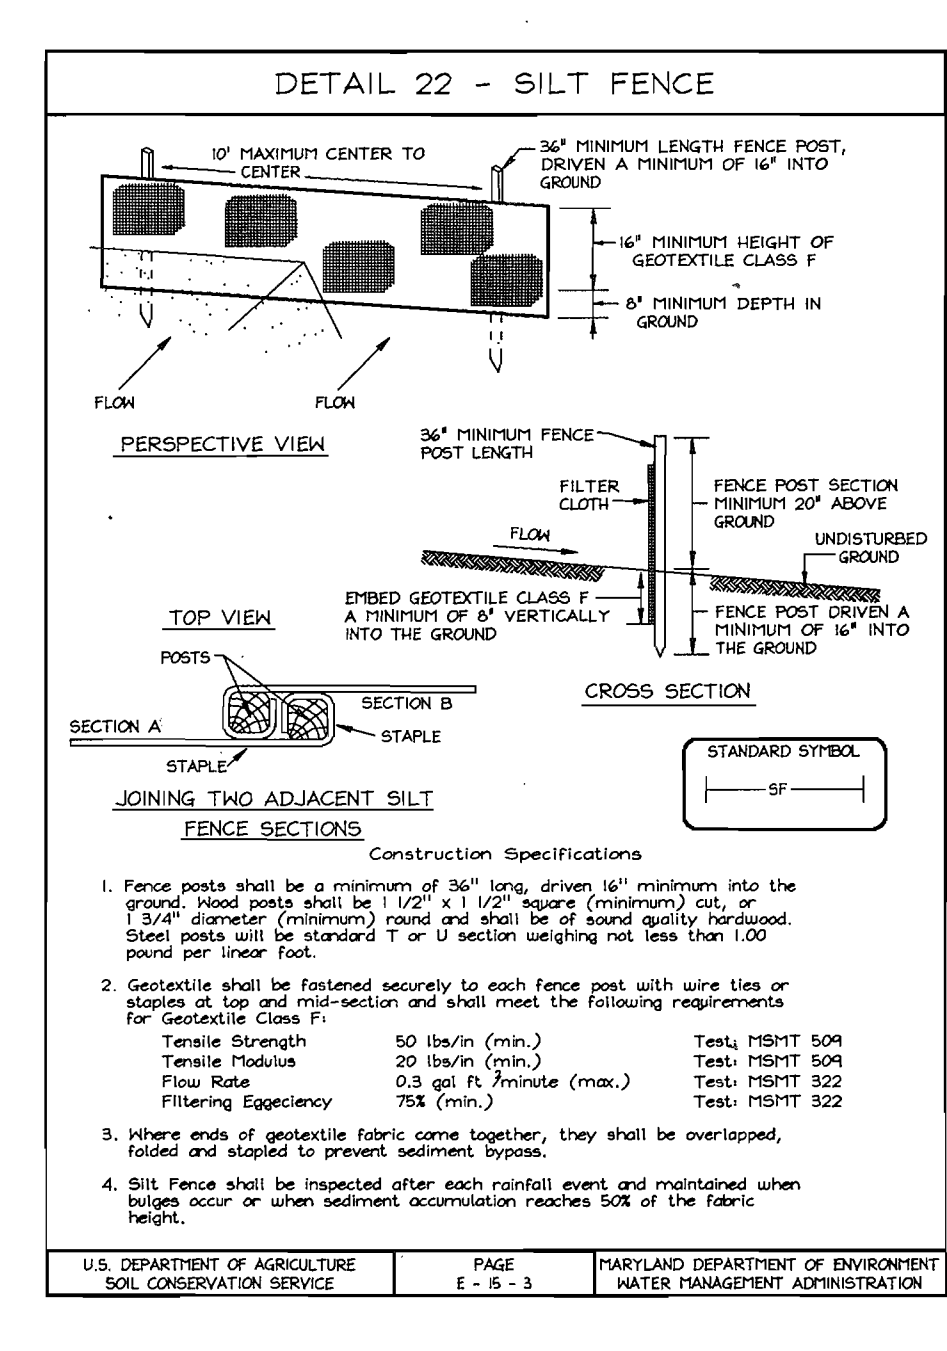 DETAIL 22 - SILT FENCE
10' MAXIMUM CENTER TO
CENTER
36" MINIMUM LENGTH FENCE POST,
DRIVEN A MINIMUM OF 16" INTO
GROUND
16" MINIMUM HEIGHT OF
GEOTEXTILE CLASS F
8" MINIMUM DEPTH IN
GROUND
FLOW
FLOW
PERSPECTIVE VIEW
36" MINIMUM FENCE
POST LENGTH
FILTER
CLOTH
FENCE POST SECTION
MINIMUM 20" ABOVE
GROUND
FLOW
UNDISTURBED
GROUND
EMBED GEOTEXTILE CLASS F
A MINIMUM OF 8" VERTICALLY
INTO THE GROUND
FENCE POST DRIVEN A
MINIMUM OF 16" INTO
THE GROUND
CROSS SECTION
TOP VIEW
POSTS
SECTION B
SECTION A
STAPLE
STAPLE
JOINING TWO ADJACENT SILT
FENCE SECTIONS
STANDARD SYMBOL
SF
Construction Specifications
1. Fence posts shall be a minimum of 36" long, driven 16" minimum into the
ground. Wood posts shall be 1 1/2" x 1 1/2" square (minimum) cut, or
1 3/4" diameter (minimum) round and shall be of sound quality hardwood.
Steel posts will be standard T or U section weighing not less than 1.00
pound per linear foot.
2. Geotextile shall be fastened securely to each fence post with wire ties or
staples at top and mid-section and shall meet the following requirements
for Geotextile Class F:
Tensile Strength 50 lbs/in (min.) Test: MSMT 509
Tensile Modulus 20 lbs/in (min.) Test: MSMT 509
Flow Rate 0.3 gal ft ²/minute (max.) Test: MSMT 322
Filtering Eggeciency 75% (min.) Test: MSMT 322
3. Where ends of geotextile fabric come together, they shall be overlapped,
folded and stapled to prevent sediment bypass.
4. Silt Fence shall be inspected after each rainfall event and maintained when
bulges occur or when sediment accumulation reaches 50% of the fabric
height.
U.S. DEPARTMENT OF AGRICULTURE
SOIL CONSERVATION SERVICE
PAGE
E - 15 - 3
MARYLAND DEPARTMENT OF ENVIRONMENT
WATER MANAGEMENT ADMINISTRATION